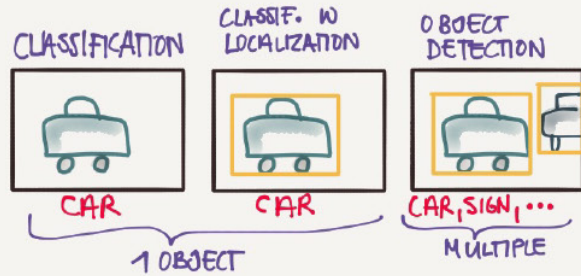 CLASSIFICATION
CLASSIF. W
LOCALIZATION
OBJECT
DETECTION
CAR
CAR
CAR, SIGN, ...
1 OBJECT
MULTIPLE